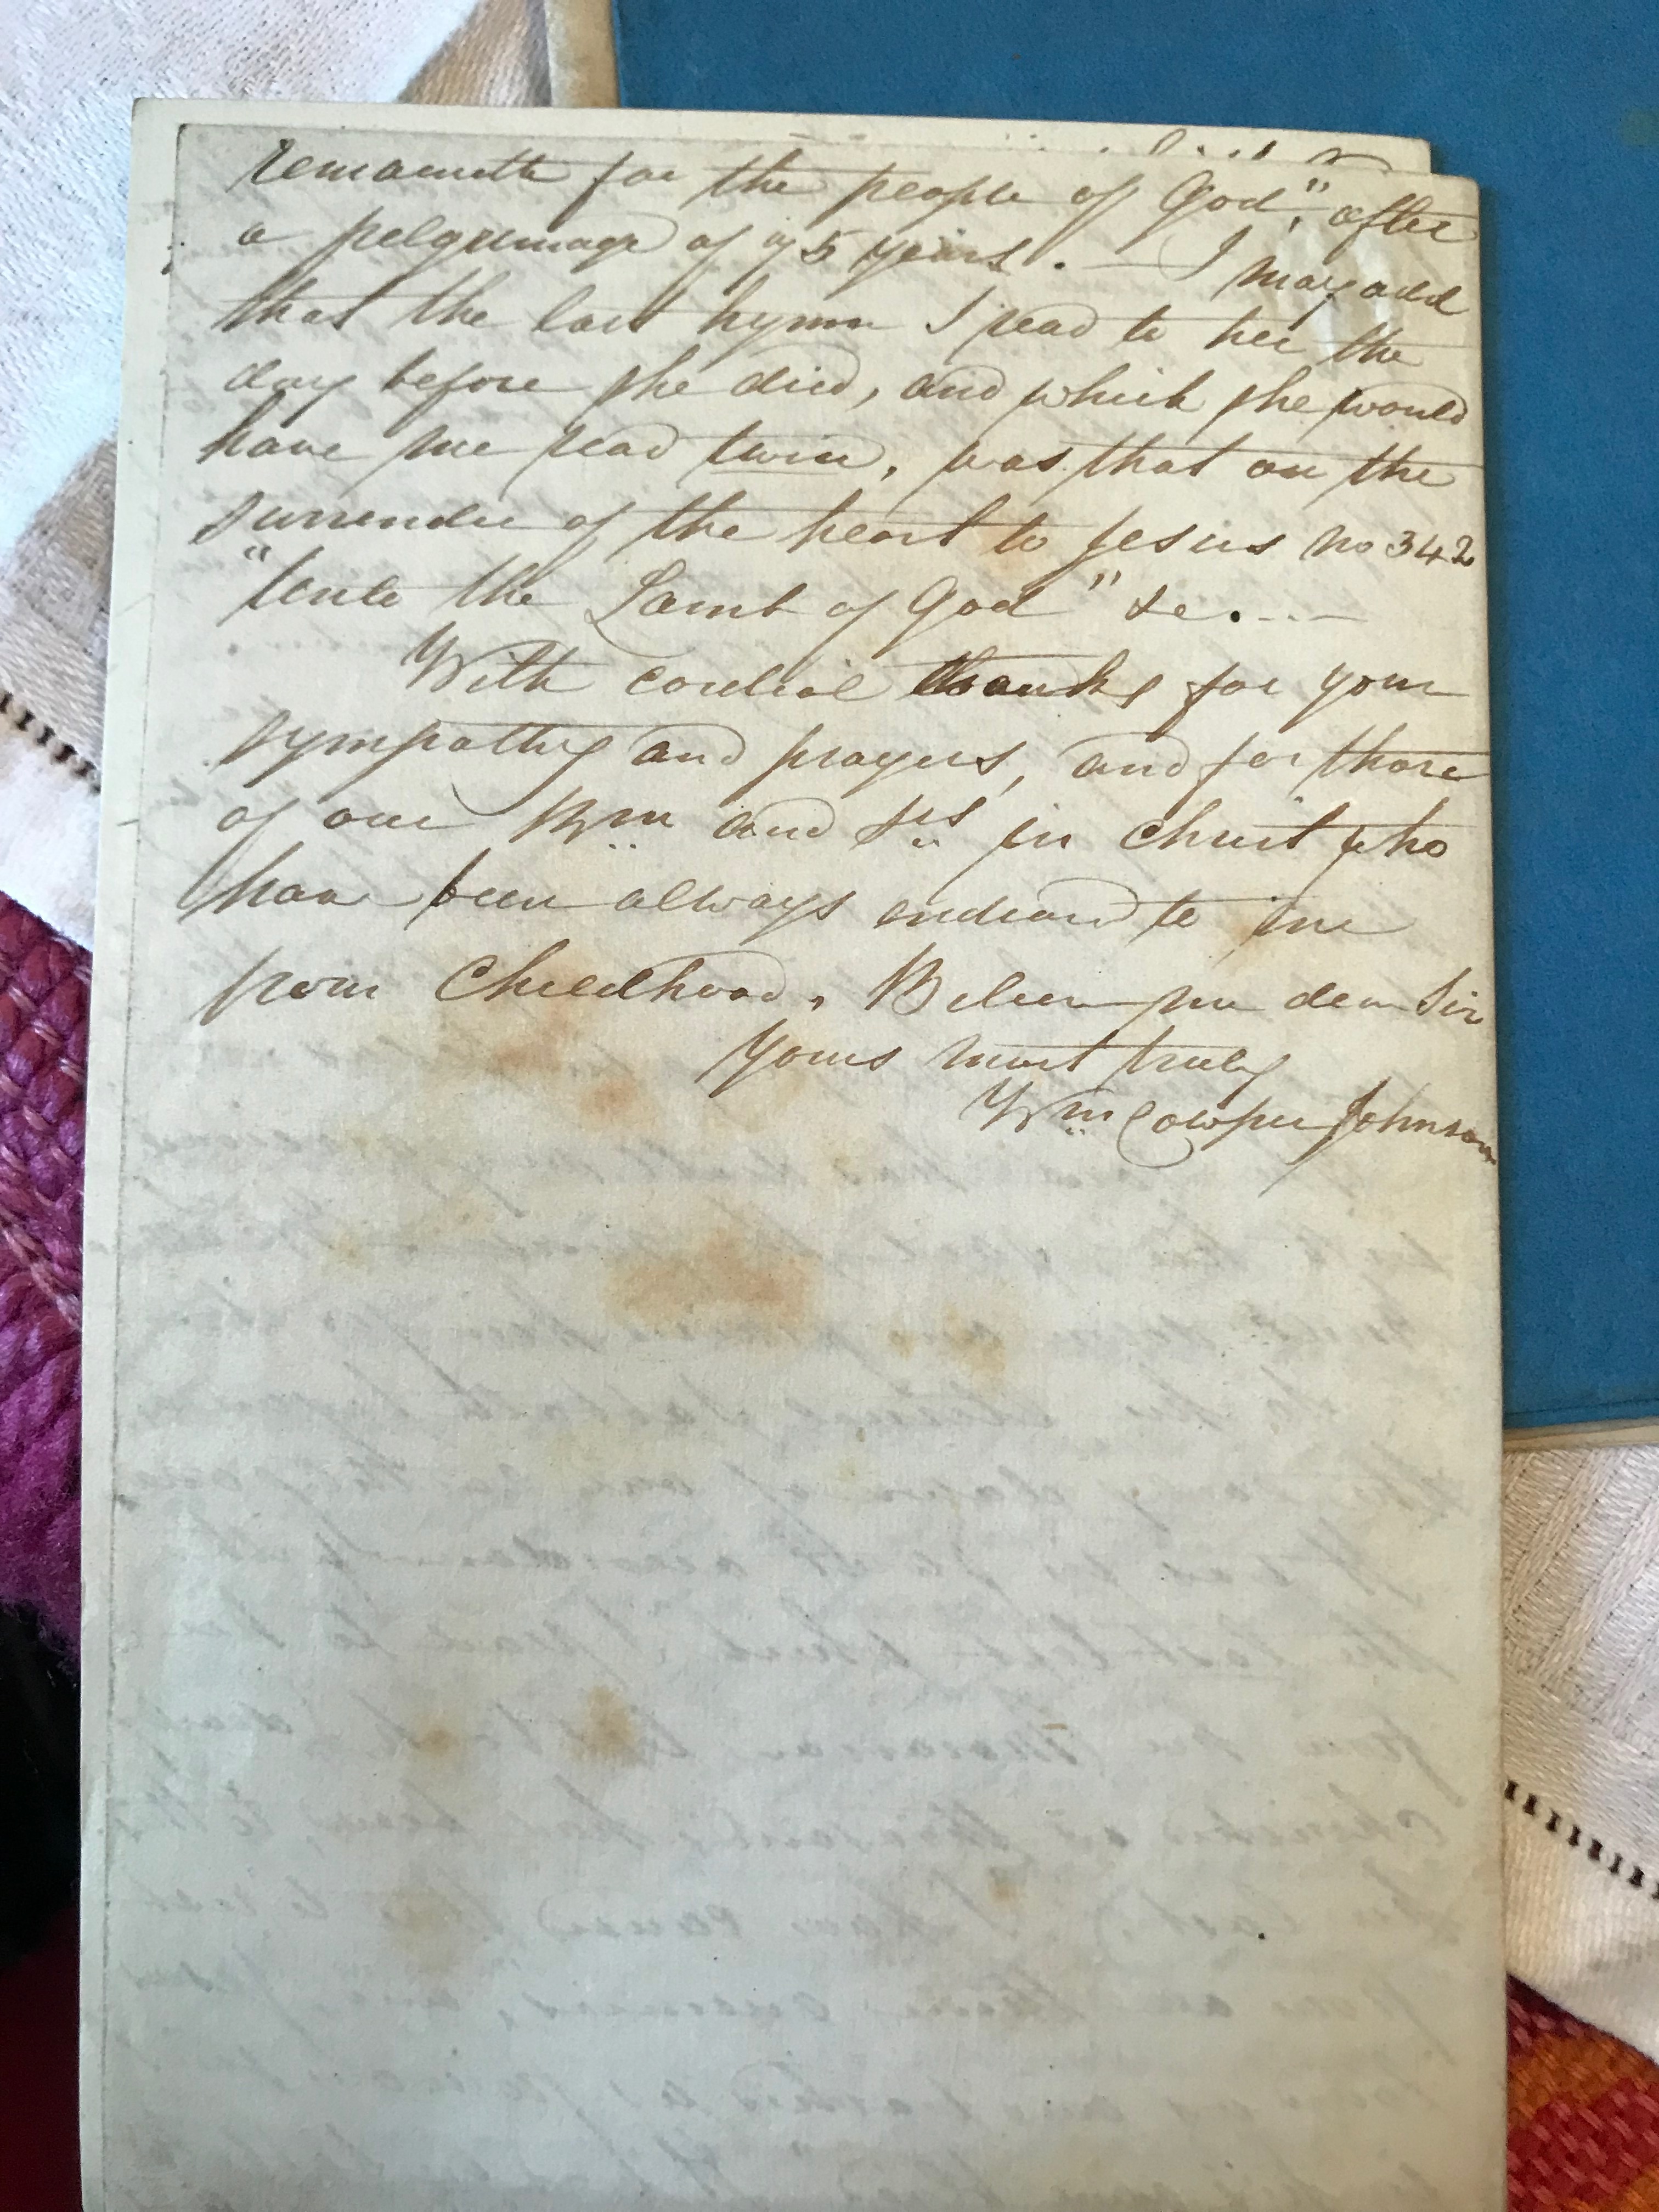 remaineth for the people of God", after
a pelgrimage of 75 years. — I may add
that the last hymn I read to her the
day before she died, and which she would
have me read twice, was that on the
surrender of the heart to Jesus no 342
"Unto the Lamb of God" &c. - - —
With cordial thanks for your
sympathy and prayers, and for those
of our Brn and Srs in Christ who
have been always endeared to me
from Childhood, Believe me dear Sir
Yours most truly
Wm Cowper Johnson